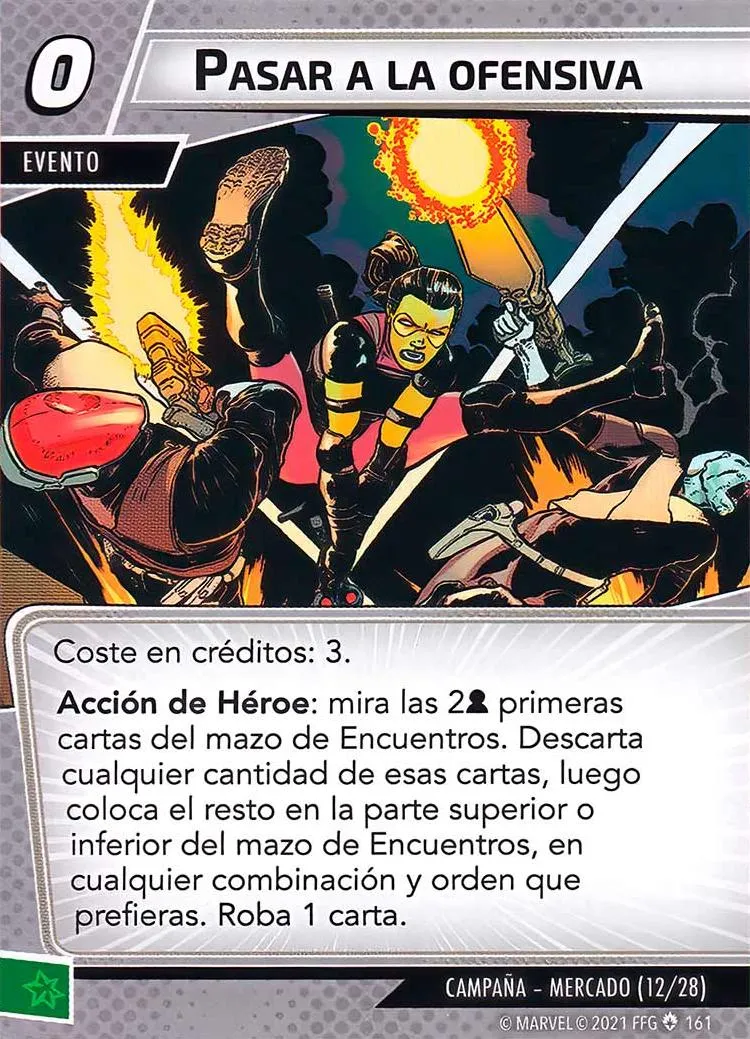 0
PASAR A LA OFENSIVA
EVENTO
Coste en créditos: 3.
Acción de Héroe: mira las 2👤 primeras
cartas del mazo de Encuentros. Descarta
cualquier cantidad de esas cartas, luego
coloca el resto en la parte superior o
inferior del mazo de Encuentros, en
cualquier combinación y orden que
prefieras. Roba 1 carta.
CAMPAÑA – MERCADO (12/28)
© MARVEL © 2021 FFG 161